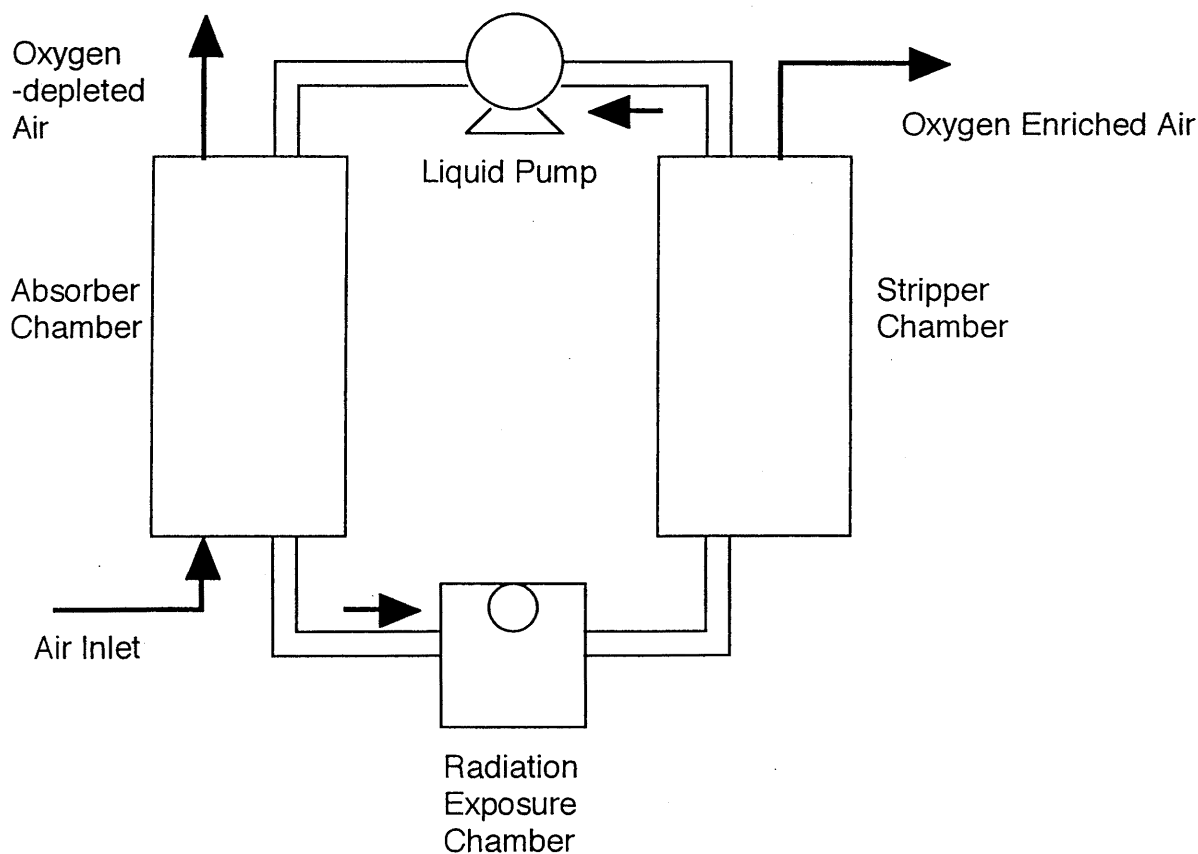 Oxygen
-depleted
Air
Oxygen Enriched Air
Liquid Pump
Absorber
Chamber
Stripper
Chamber
Air Inlet
Radiation
Exposure
Chamber